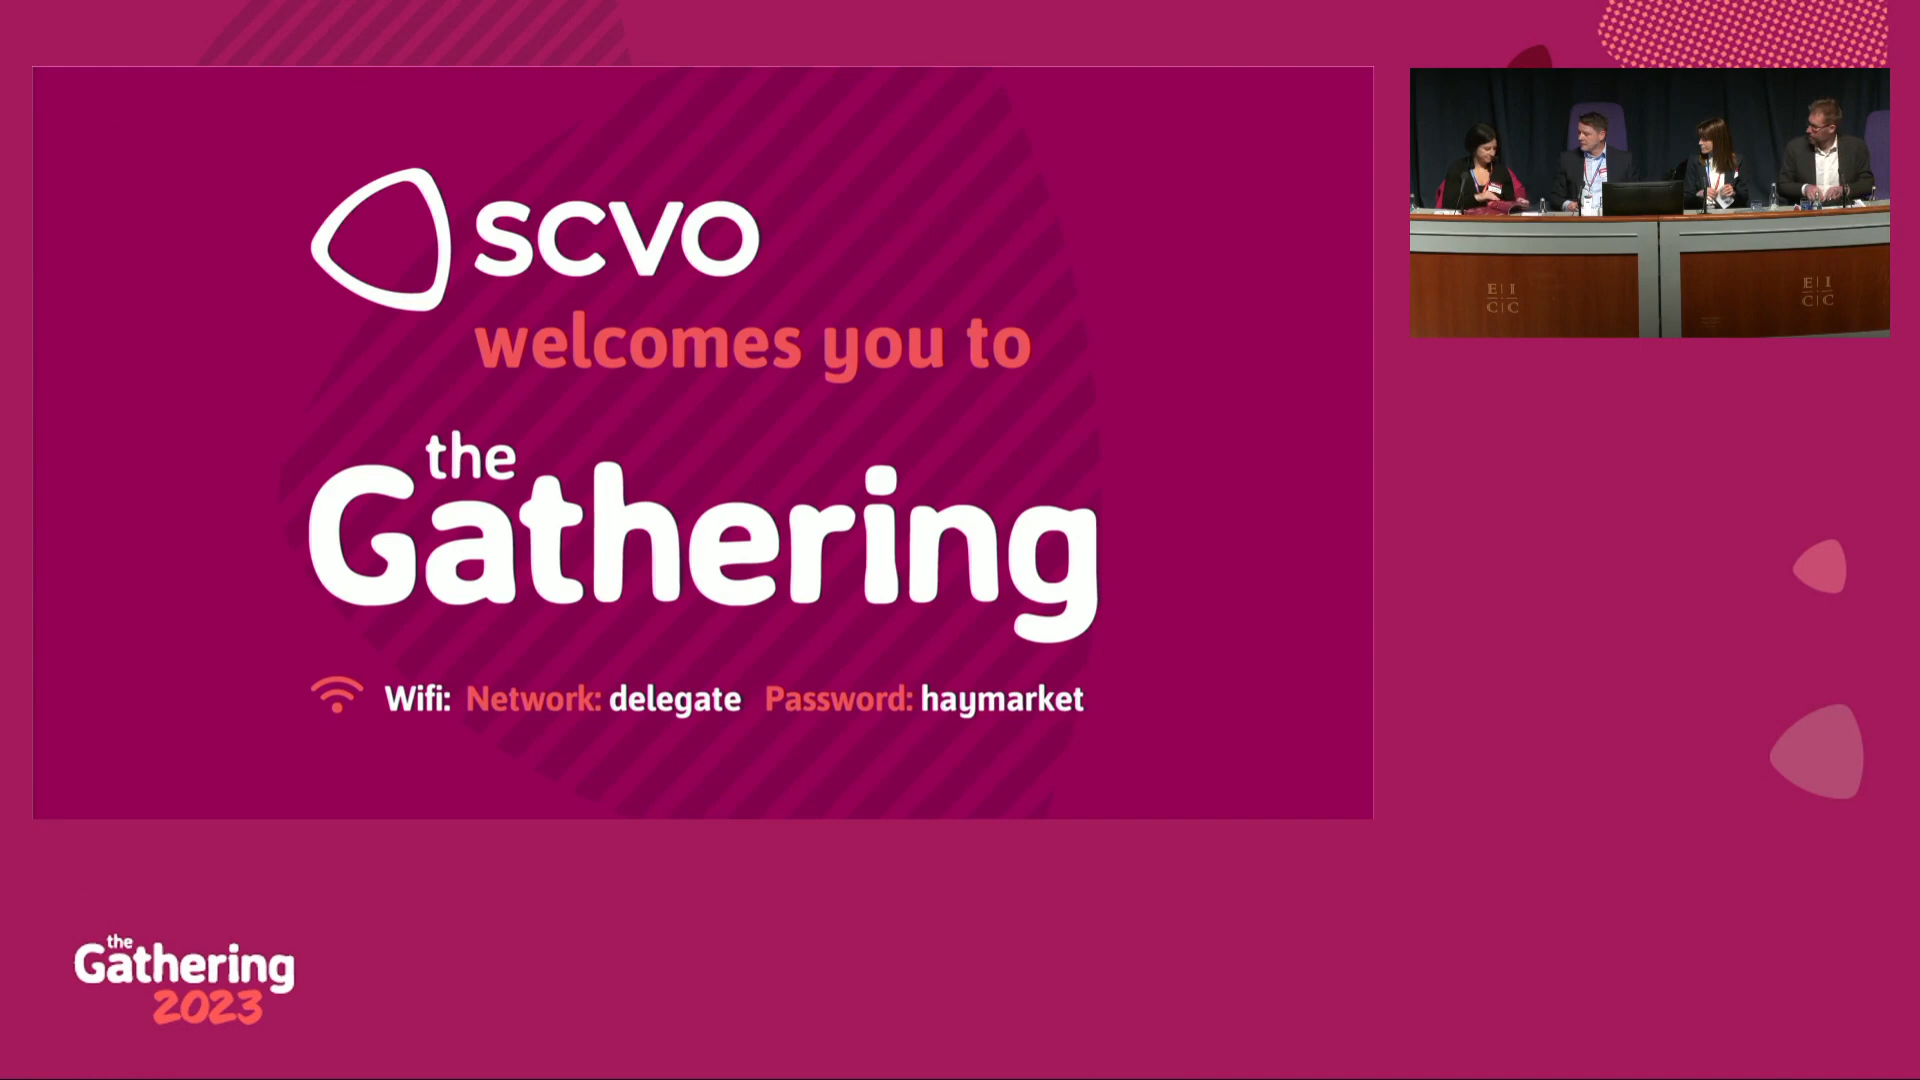 SCVO
welcomes you to
the
Gathering
Wifi: Network: delegate Password: haymarket
E I
C C
E I
C C
the
Gathering
2023